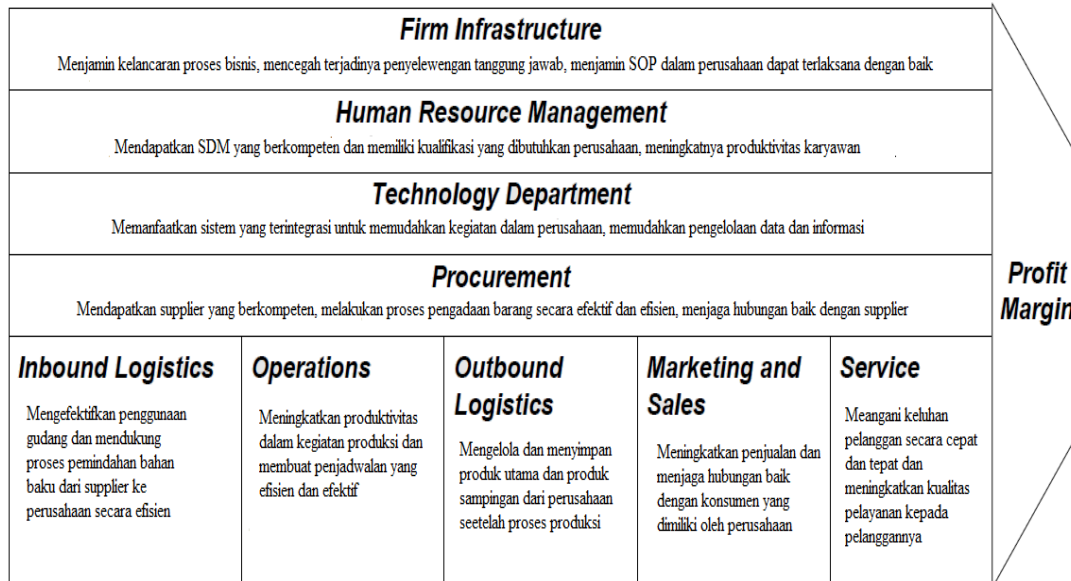 Firm Infrastructure
Menjamin kelancaran proses bisnis, mencegah terjadinya penyelewengan tanggung jawab, menjamin SOP dalam perusahaan dapat terlaksana dengan baik
Human Resource Management
Mendapatkan SDM yang berkompeten dan memiliki kualifikasi yang dibutuhkan perusahaan, meningkatnya produktivitas karyawan
Technology Department
Memanfaatkan sistem yang terintegrasi untuk memudahkan kegiatan dalam perusahaan, memudahkan pengelolaan data dan informasi
Procurement
Mendapatkan supplier yang berkompeten, melakukan proses pengadaan barang secara efektif dan efisien, menjaga hubungan baik dengan supplier
Profit
Margin
Inbound Logistics
Mengefektifkan penggunaan
gudang dan mendukung
proses pemindahan bahan
baku dari supplier ke
perusahaan secara efisien
Operations
Meningkatkan produktivitas
dalam kegiatan produksi dan
membuat penjadwalan yang
efisien dan efektif
Outbound
Logistics
Mengelola dan menyimpan
produk utama dan produk
sampingan dari perusahaan
seetelah proses produksi
Marketing and
Sales
Meningkatkan penjualan dan
menjaga hubungan baik
dengan konsumen yang
dimiliki oleh perusahaan
Service
Meangani keluhan
pelanggan secara cepat
dan tepat dan
meningkatkan kualitas
pelayanan kepada
pelanggannya